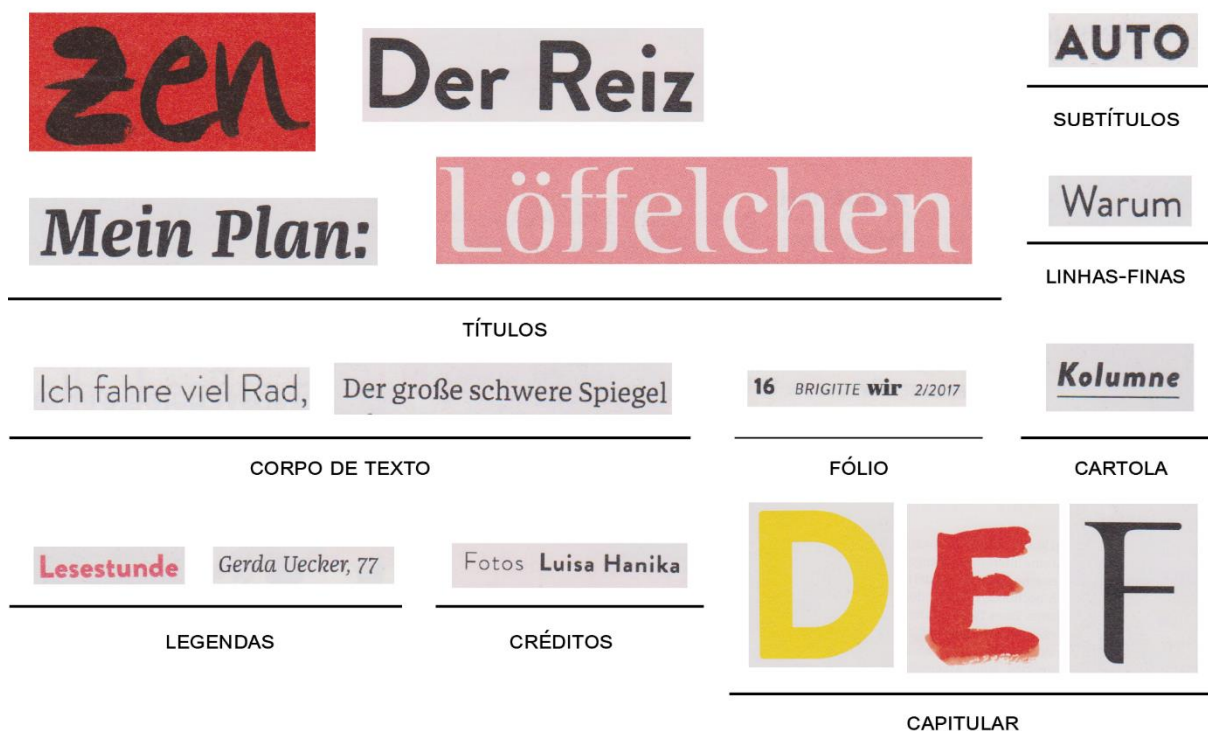 zen
Der Reiz
AUTO
SUBTÍTULOS
Mein Plan:
Löffelchen
Warum
LINHAS-FINAS
TÍTULOS
Ich fahre viel Rad,
Der große schwere Spiegel
16 BRIGITTE wir 2/2017
Kolumne
CORPO DE TEXTO
FÓLIO
CARTOLA
Lesestunde
Gerda Uecker, 77
Fotos Luisa Hanika
D E F
LEGENDAS
CRÉDITOS
CAPITULAR